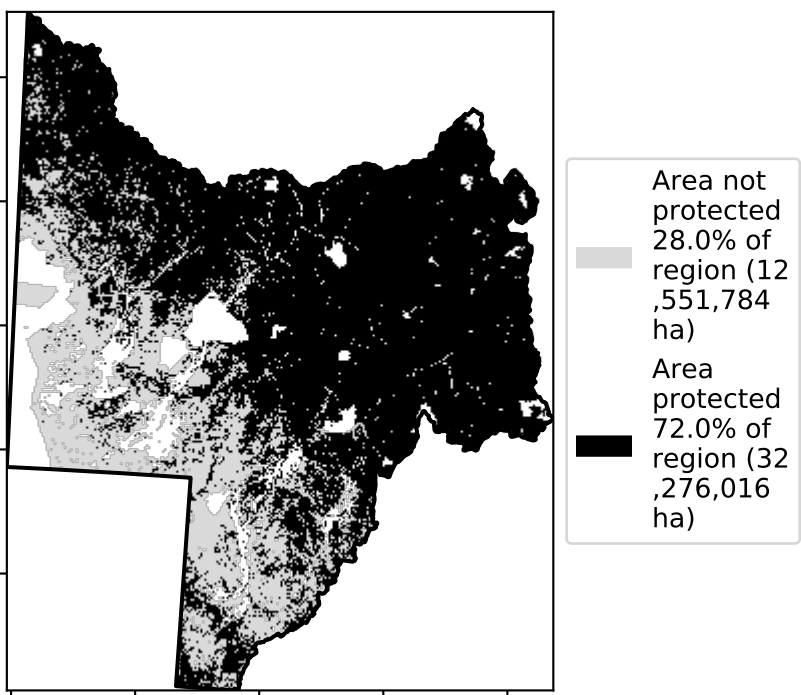 Area not
protected
28.0% of
region (12
,551,784
ha)
Area
protected
72.0% of
region (32
,276,016
ha)